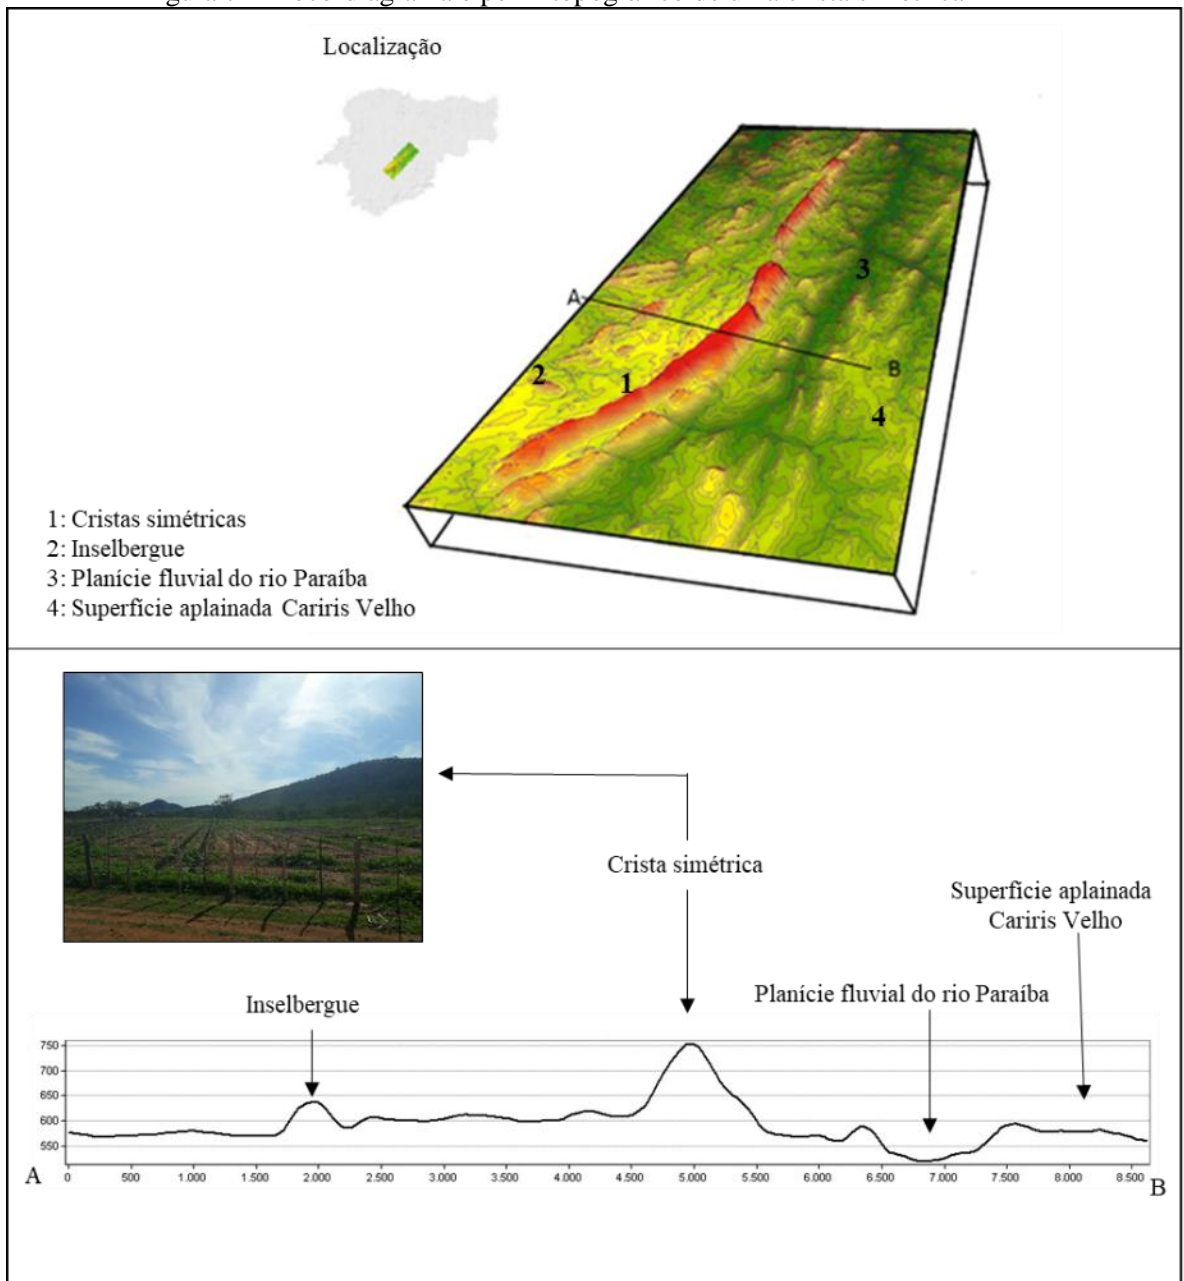 Localização
A
B
1
2
3
4
1: Cristas simétricas
2: Inselbergue
3: Planície fluvial do rio Paraíba
4: Superfície aplainada Cariris Velho
Crista simétrica
Superfície aplainada
Cariris Velho
Inselbergue
Planície fluvial do rio Paraíba
750
700
650
600
550
A
0 500 1.000 1.500 2.000 2.500 3.000 3.500 4.000 4.500 5.000 5.500 6.000 6.500 7.000 7.500 8.000 8.500
B